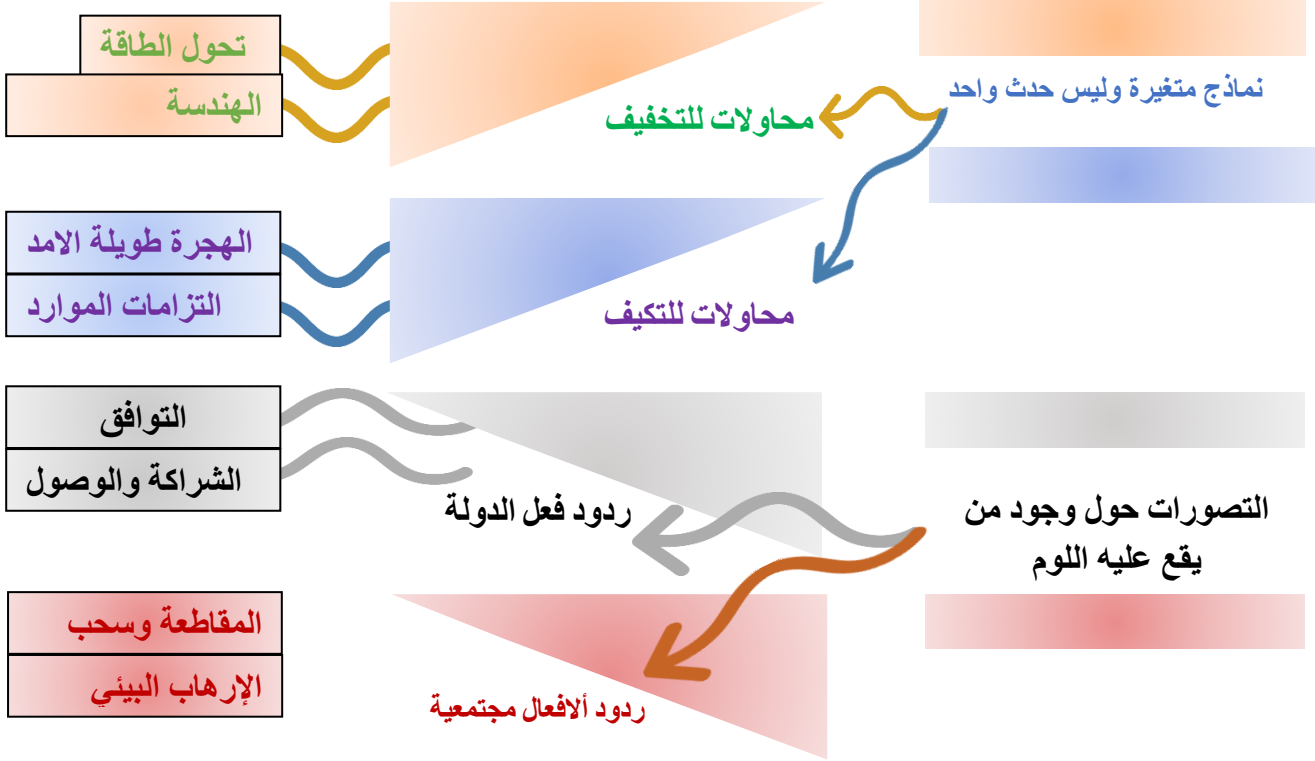 نماذج متغيرة وليس حدث واحد
محاولات للتخفيف
تحول الطاقة
الهندسة
محاولات للتكيف
الهجرة طويلة الامد
التزامات الموارد
التصورات حول وجود من
يقع عليه اللوم
ردود فعل الدولة
التوافق
الشراكة والوصول
ردود ألافعال مجتمعية
المقاطعة وسحب
الإرهاب البيئي